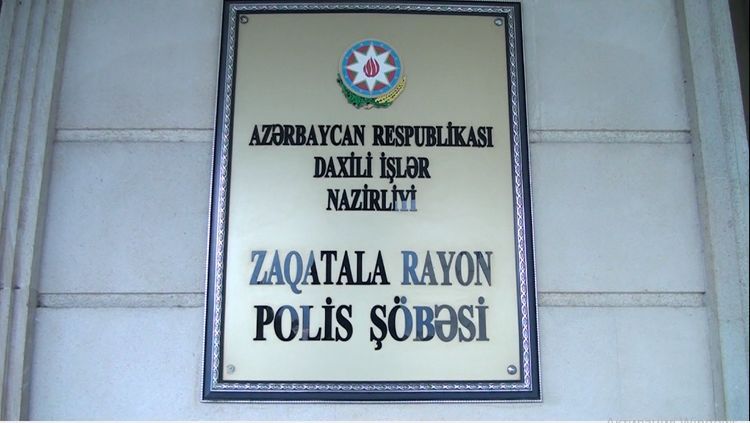 AZƏRBAYCAN RESPUBLİKASI
DAXİLİ İŞLƏR
NAZİRLİYİ
ZAQATALA RAYON
POLİS ŞÖBƏSİ